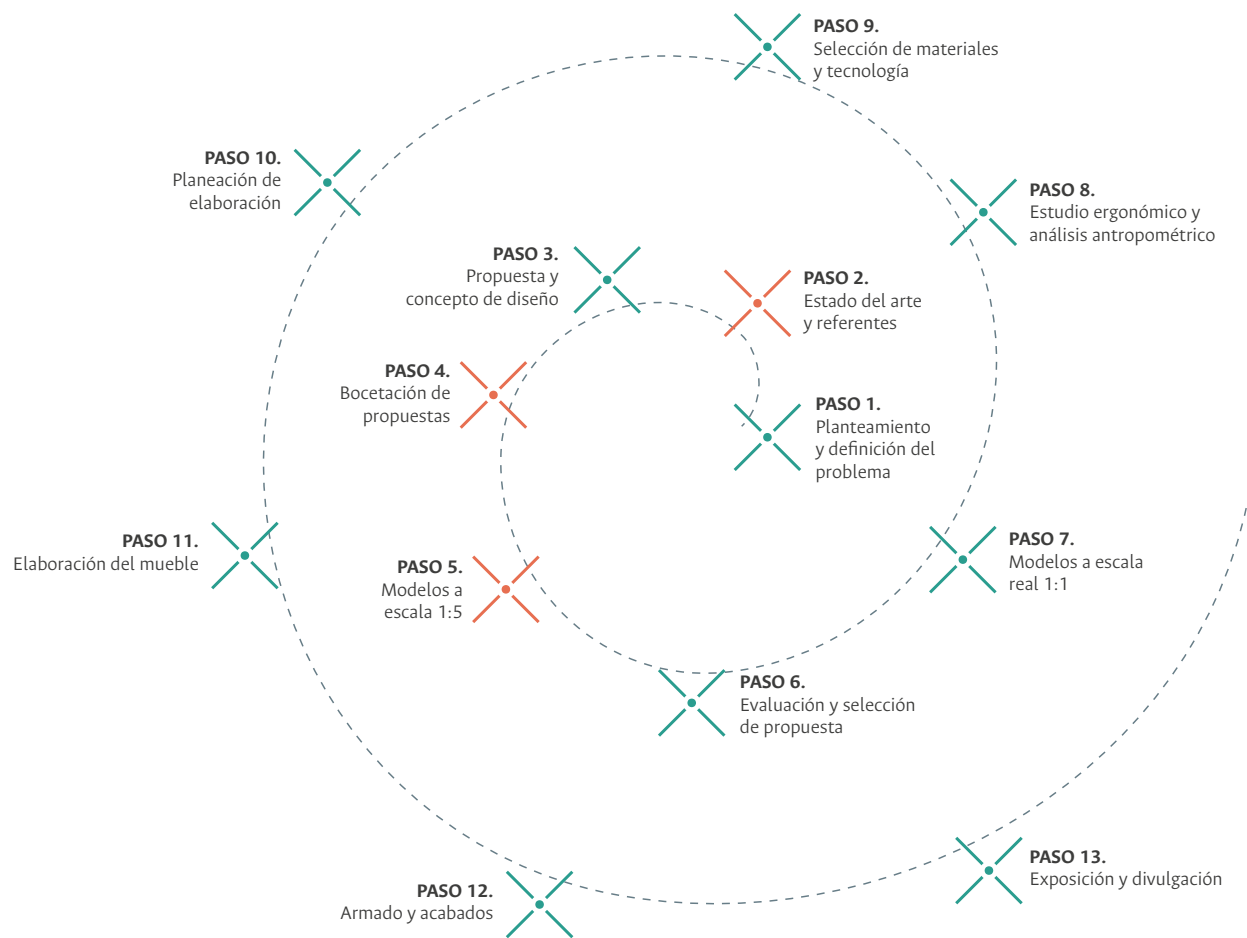 PASO 9.
Selección de materiales
y tecnología
PASO 10.
Planeación de
elaboración
PASO 8.
Estudio ergonómico y
análisis antropométrico
PASO 3.
Propuesta y
concepto de diseño
PASO 2.
Estado del arte
y referentes
PASO 4.
Bocetación de
propuestas
PASO 1.
Planteamiento
y definición del
problema
PASO 11.
Elaboración del mueble
PASO 7.
Modelos a escala
real 1:1
PASO 5.
Modelos a
escala 1:5
PASO 6.
Evaluación y selección
de propuesta
PASO 13.
Exposición y divulgación
PASO 12.
Armado y acabados